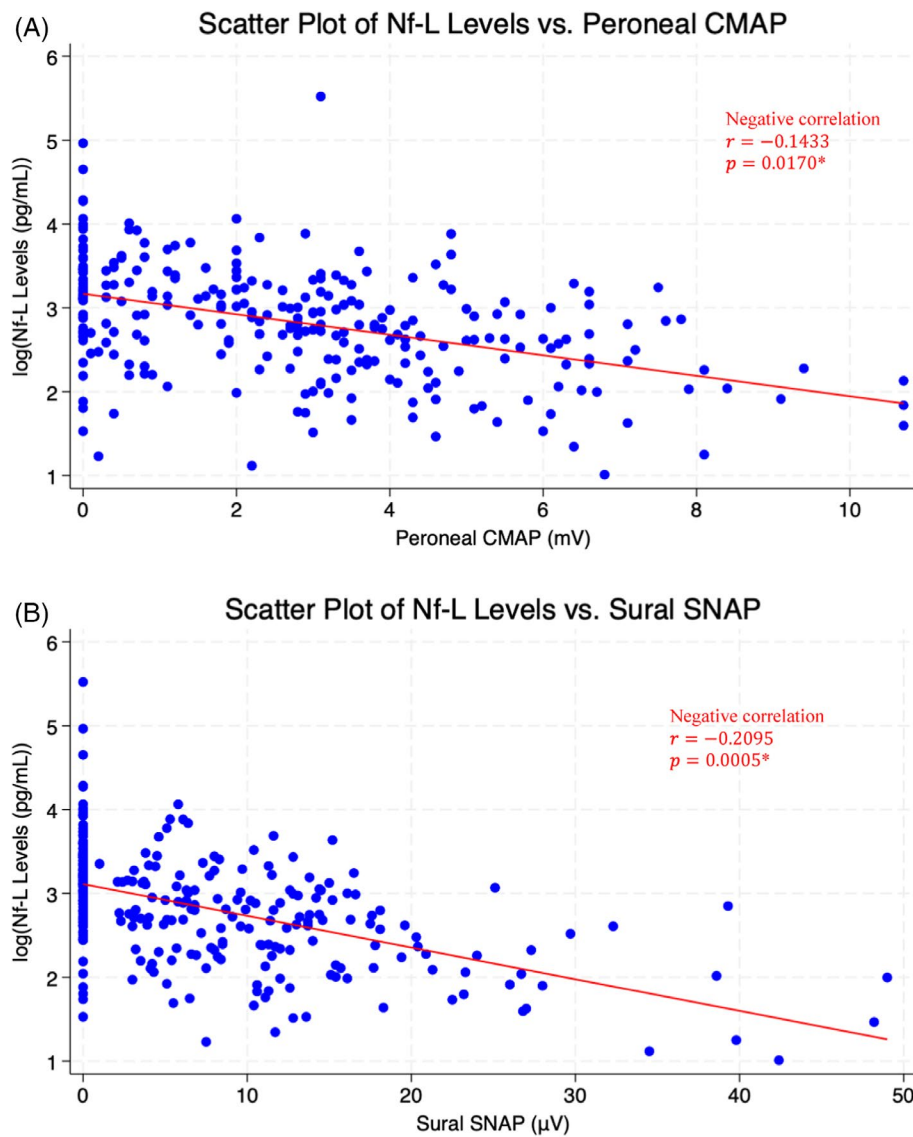 (A)
Scatter Plot of Nf-L Levels vs. Peroneal CMAP
6
5
4
3
2
1
log(Nf-L Levels (pg/mL))
Negative correlation
r = −0.1433
p = 0.0170*
0 2 4 6 8 10
Peroneal CMAP (mV)
(B)
Scatter Plot of Nf-L Levels vs. Sural SNAP
6
5
4
3
2
1
log(Nf-L Levels (pg/mL))
Negative correlation
r = −0.2095
p = 0.0005*
0 10 20 30 40 50
Sural SNAP (µV)